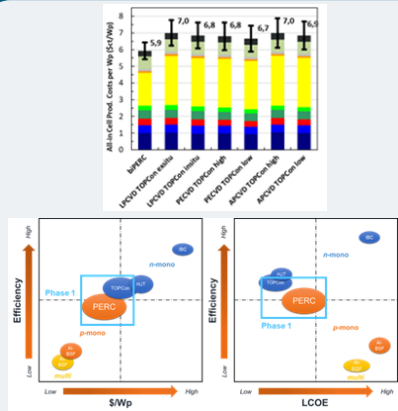 All-in Cell Prod. Costs per Wp ($ct/Wp)
8
7
6
5
4
3
2
1
0
5,9
7,0
6,8
6,8
6,7
7,0
6,9
biPERC
LPCVD TOPCon exsitu
LPCVD TOPCon insitu
PECVD TOPCon high
PECVD TOPCon low
APCVD TOPCon high
APCVD TOPCon low
High
Efficiency
Low
IBC
n-mono
HJT
TOPCon
Phase 1
PERC
p-mono
Al-BSF
BSF
multi
Low
$/Wp
High
High
Efficiency
Low
IBC
n-mono
HJT
TOPCon
PERC
Phase 1
p-mono
Al-BSF
BSF
multi
Low
LCOE
High